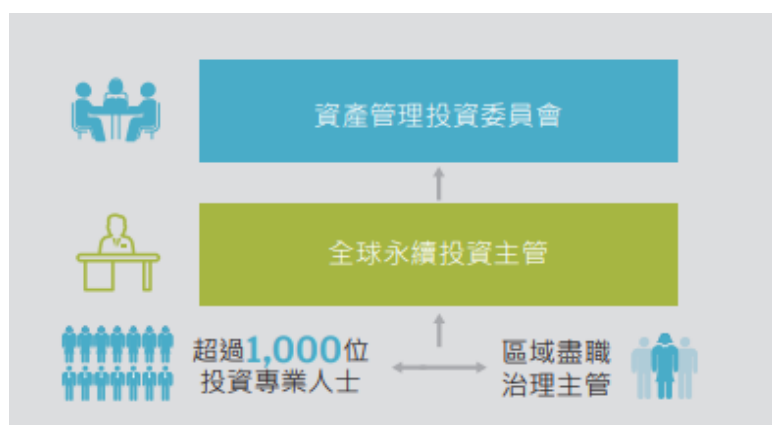 資產管理投資委員會
全球永續投資主管
超過1,000位
投資專業人士
區域盡職
治理主管